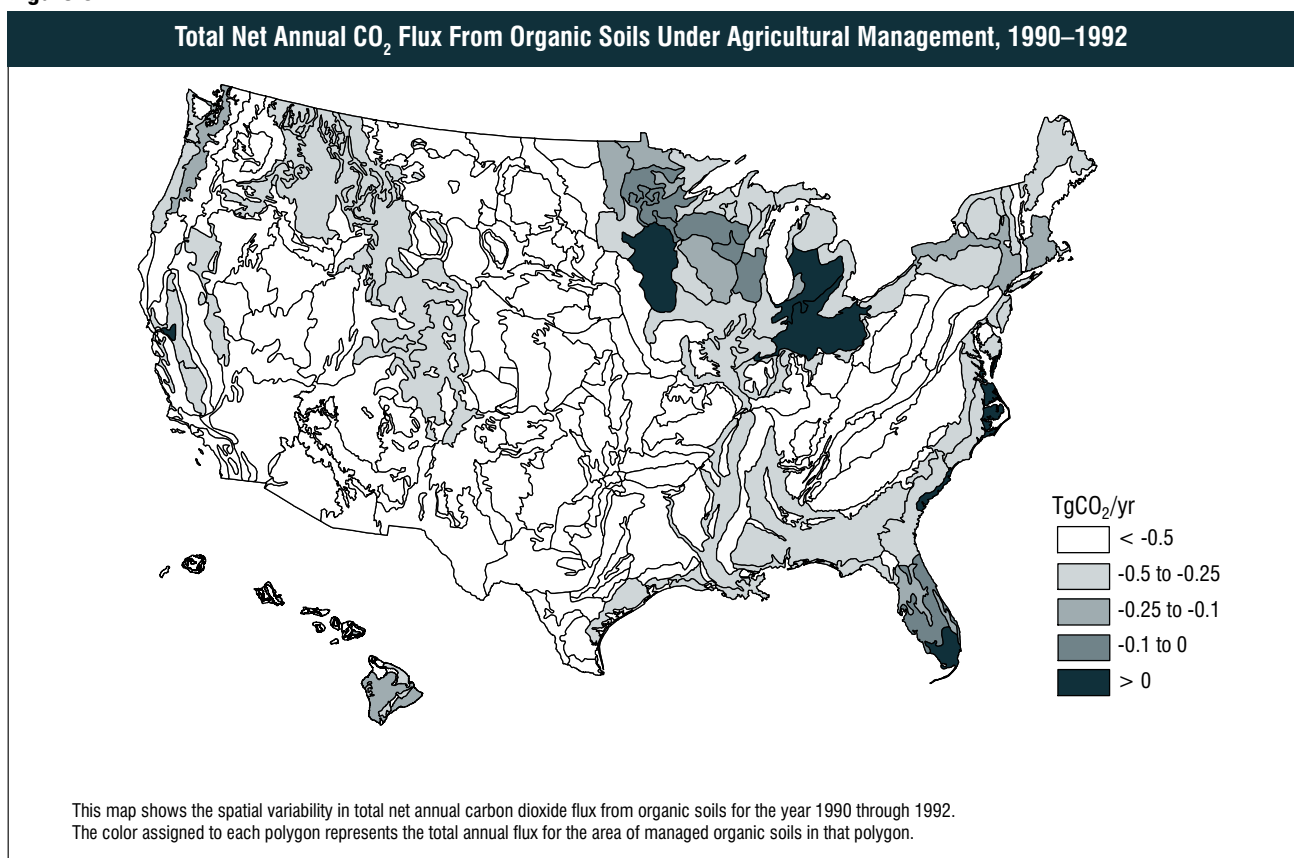 Total Net Annual CO₂ Flux From Organic Soils Under Agricultural Management, 1990–1992
TgCO₂/yr
< -0.5
-0.5 to -0.25
-0.25 to -0.1
-0.1 to 0
> 0
This map shows the spatial variability in total net annual carbon dioxide flux from organic soils for the year 1990 through 1992.
The color assigned to each polygon represents the total annual flux for the area of managed organic soils in that polygon.